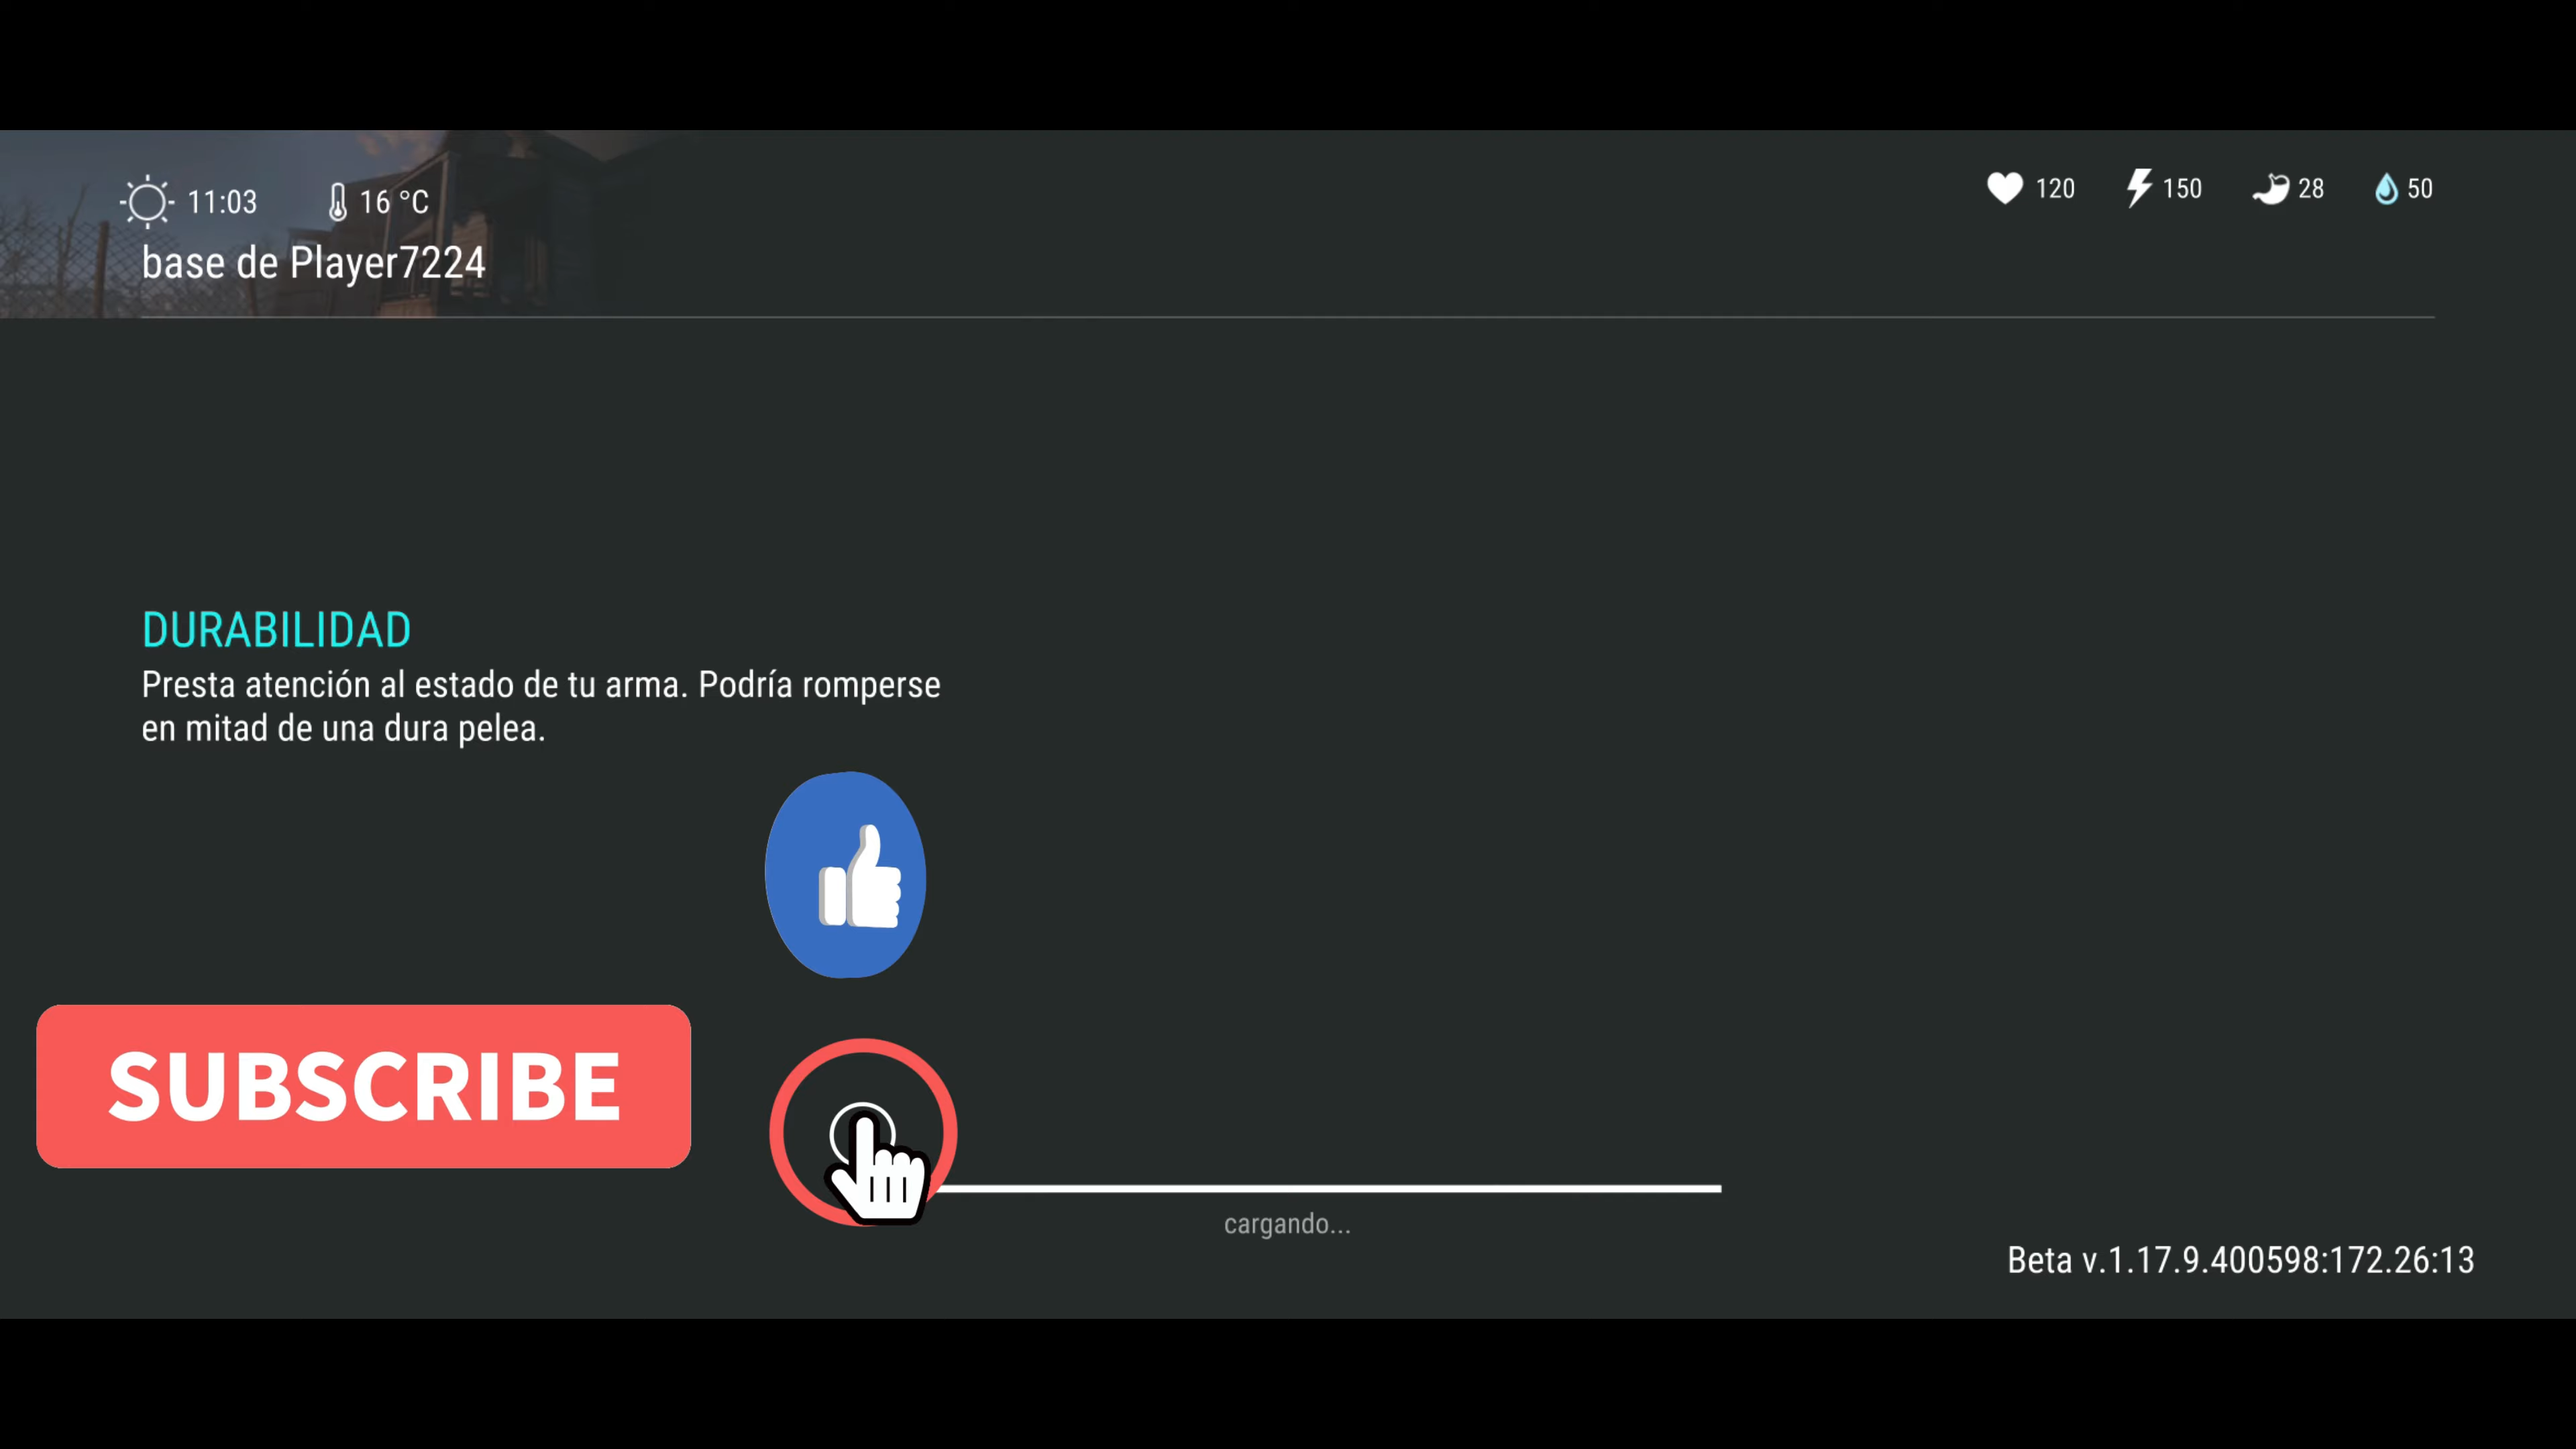 11:03
16 °C
120
150
28
50
base de Player7224
DURABILIDAD
Presta atención al estado de tu arma. Podría romperse
en mitad de una dura pelea.
SUBSCRIBE
cargando...
Beta v.1.17.9.400598:172.26:13